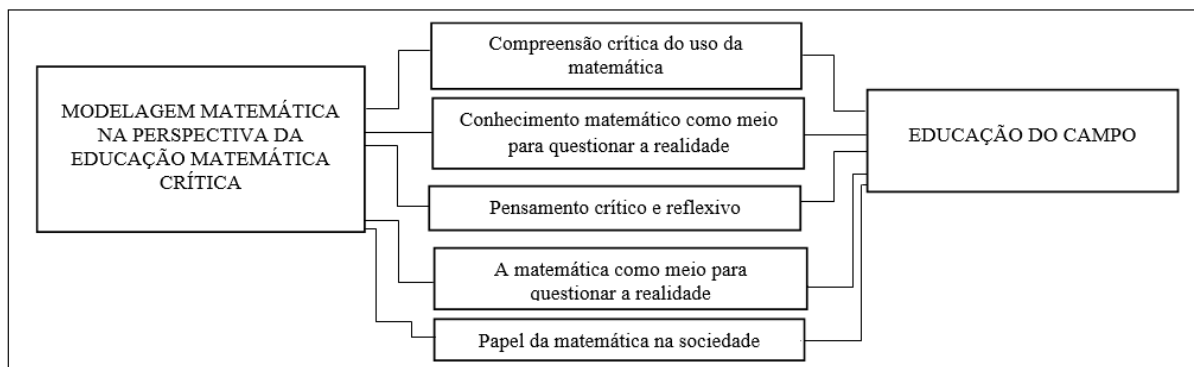 MODELAGEM MATEMÁTICA
NA PERSPECTIVA DA
EDUCAÇÃO MATEMÁTICA
CRÍTICA
Compreensão crítica do uso da
matemática
Conhecimento matemático como meio
para questionar a realidade
Pensamento crítico e reflexivo
A matemática como meio para
questionar a realidade
Papel da matemática na sociedade
EDUCAÇÃO DO CAMPO